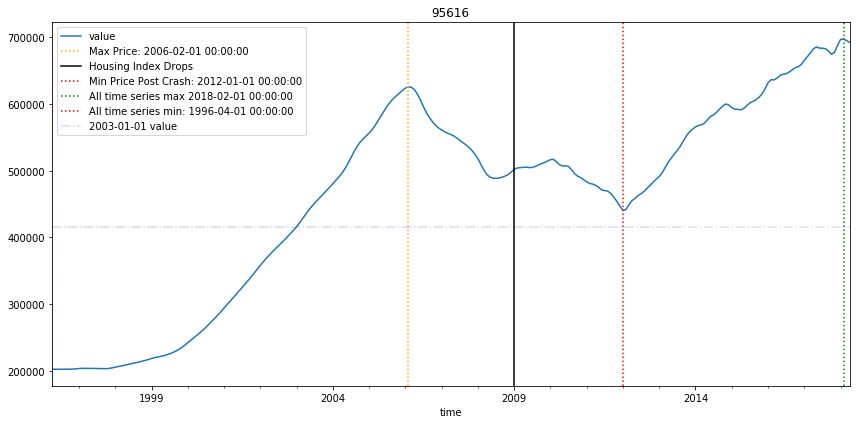 95616
value
Max Price: 2006-02-01 00:00:00
Housing Index Drops
Min Price Post Crash: 2012-01-01 00:00:00
All time series max 2018-02-01 00:00:00
All time series min: 1996-04-01 00:00:00
2003-01-01 value
700000
600000
500000
400000
300000
200000
1999
2004
2009
2014
time